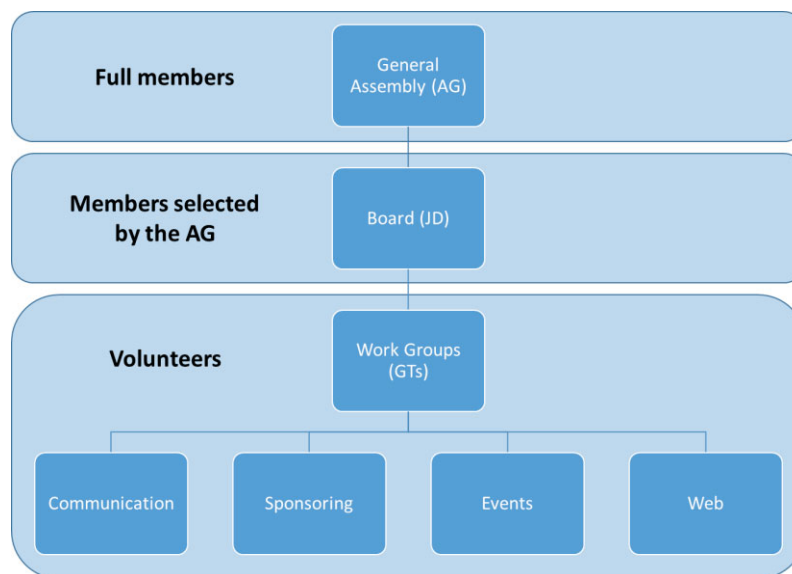 Full members
General
Assembly (AG)
Members selected
by the AG
Board (JD)
Volunteers
Work Groups
(GTs)
Communication
Sponsoring
Events
Web